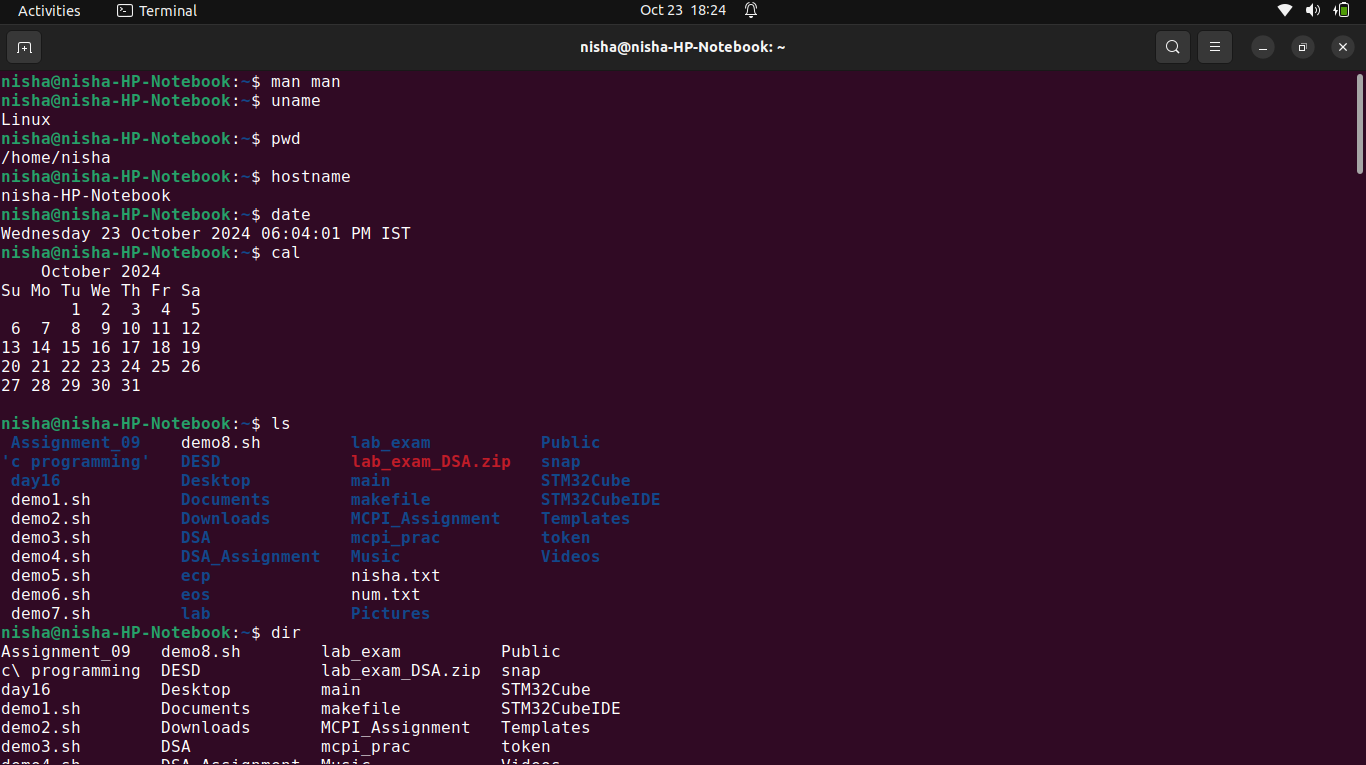 Activities Terminal Oct 23 18:24
nisha@nisha-HP-Notebook: ~
nisha@nisha-HP-Notebook:~$ man man
nisha@nisha-HP-Notebook:~$ uname
Linux
nisha@nisha-HP-Notebook:~$ pwd
/home/nisha
nisha@nisha-HP-Notebook:~$ hostname
nisha-HP-Notebook
nisha@nisha-HP-Notebook:~$ date
Wednesday 23 October 2024 06:04:01 PM IST
nisha@nisha-HP-Notebook:~$ cal
    October 2024
Su Mo Tu We Th Fr Sa
       1  2  3  4  5
 6  7  8  9 10 11 12
13 14 15 16 17 18 19
20 21 22 23 24 25 26
27 28 29 30 31
nisha@nisha-HP-Notebook:~$ ls
 Assignment_09    demo8.sh         lab_exam           Public
'c programming'   DESD             lab_exam_DSA.zip   snap
 day16            Desktop          main               STM32Cube
 demo1.sh         Documents        makefile           STM32CubeIDE
 demo2.sh         Downloads        MCPI_Assignment    Templates
 demo3.sh         DSA              mcpi_prac          token
 demo4.sh         DSA_Assignment   Music              Videos
 demo5.sh         ecp              nisha.txt
 demo6.sh         eos              num.txt
 demo7.sh         lab              Pictures
nisha@nisha-HP-Notebook:~$ dir
Assignment_09   demo8.sh        lab_exam          Public
c\ programming  DESD            lab_exam_DSA.zip  snap
day16           Desktop         main              STM32Cube
demo1.sh        Documents       makefile          STM32CubeIDE
demo2.sh        Downloads       MCPI_Assignment   Templates
demo3.sh        DSA             mcpi_prac         token
demo4.sh        DSA_Assignment  Music             Videos